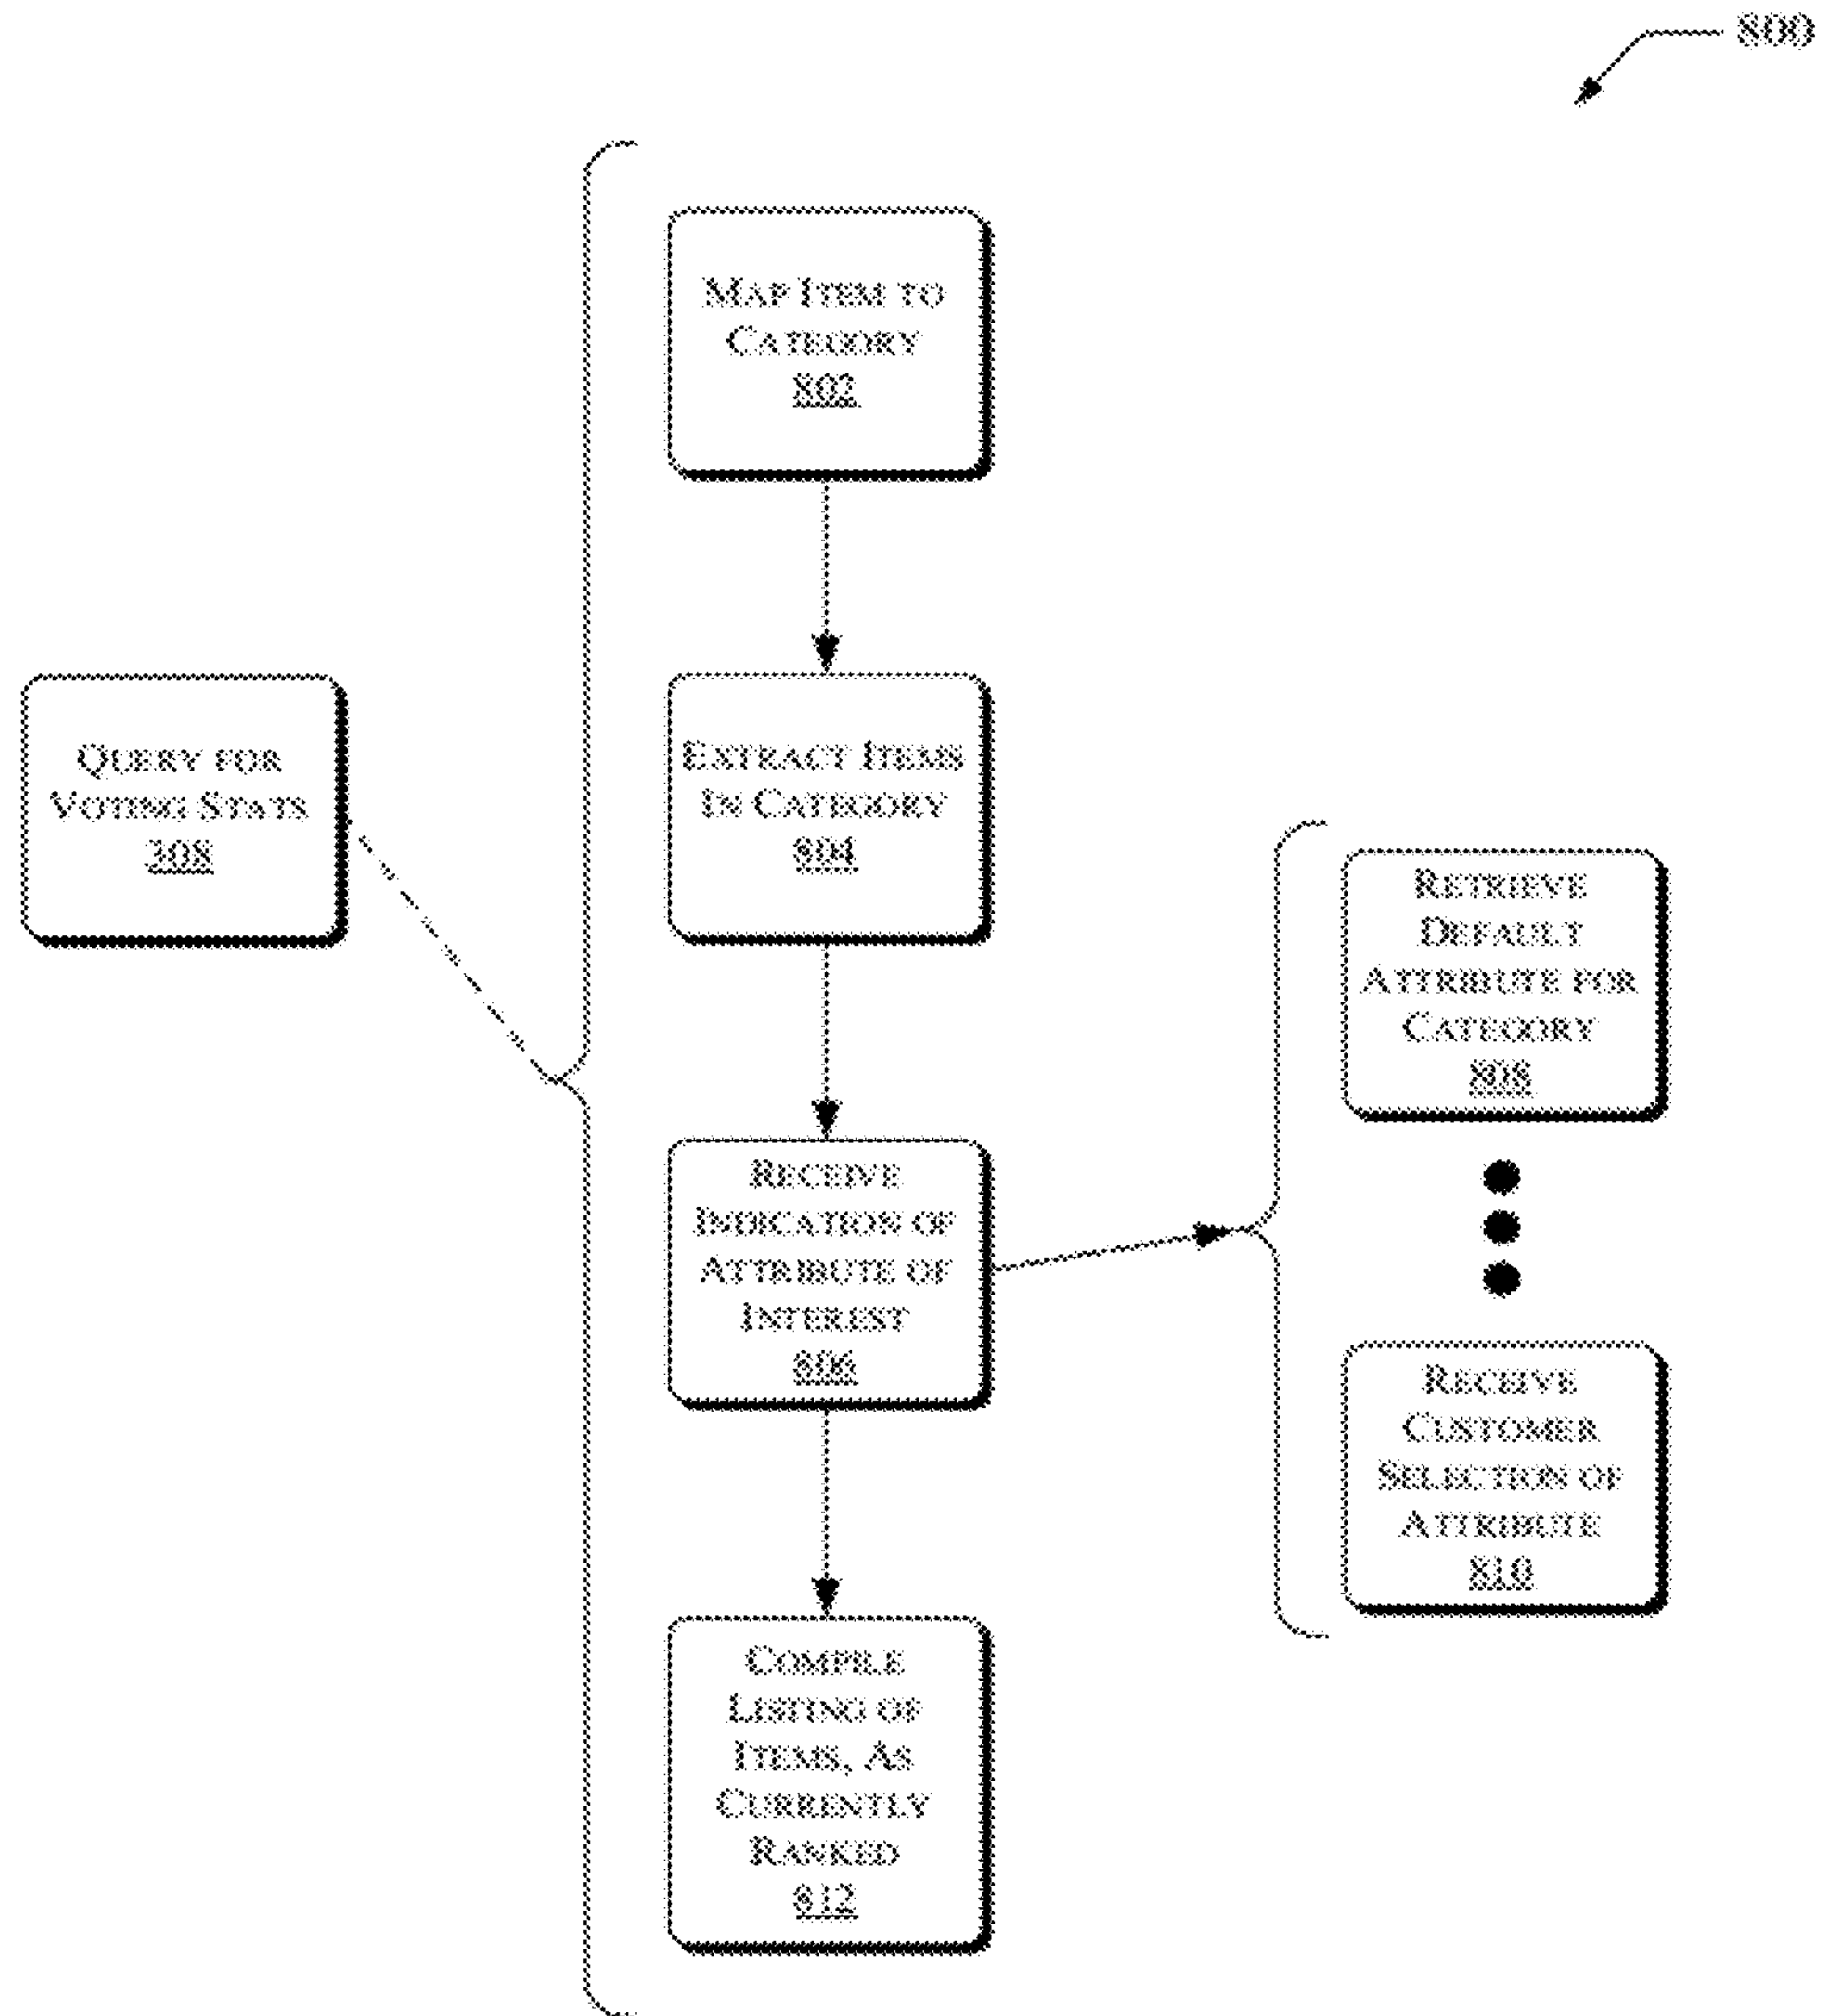 800
MAP ITEM TO
CATEGORY
802
QUERY FOR
VOTING STATS
208
EXTRACT ITEMS
IN CATEGORY
804
RECEIVE
INDICATION OF
ATTRIBUTE OF
INTEREST
806
COMPILE
LISTING OF
ITEMS, AS
CURRENTLY
RANKED
812
RETRIEVE
DEFAULT
ATTRIBUTE FOR
CATEGORY
808
RECEIVE
CUSTOMER
SELECTION OF
ATTRIBUTE
810